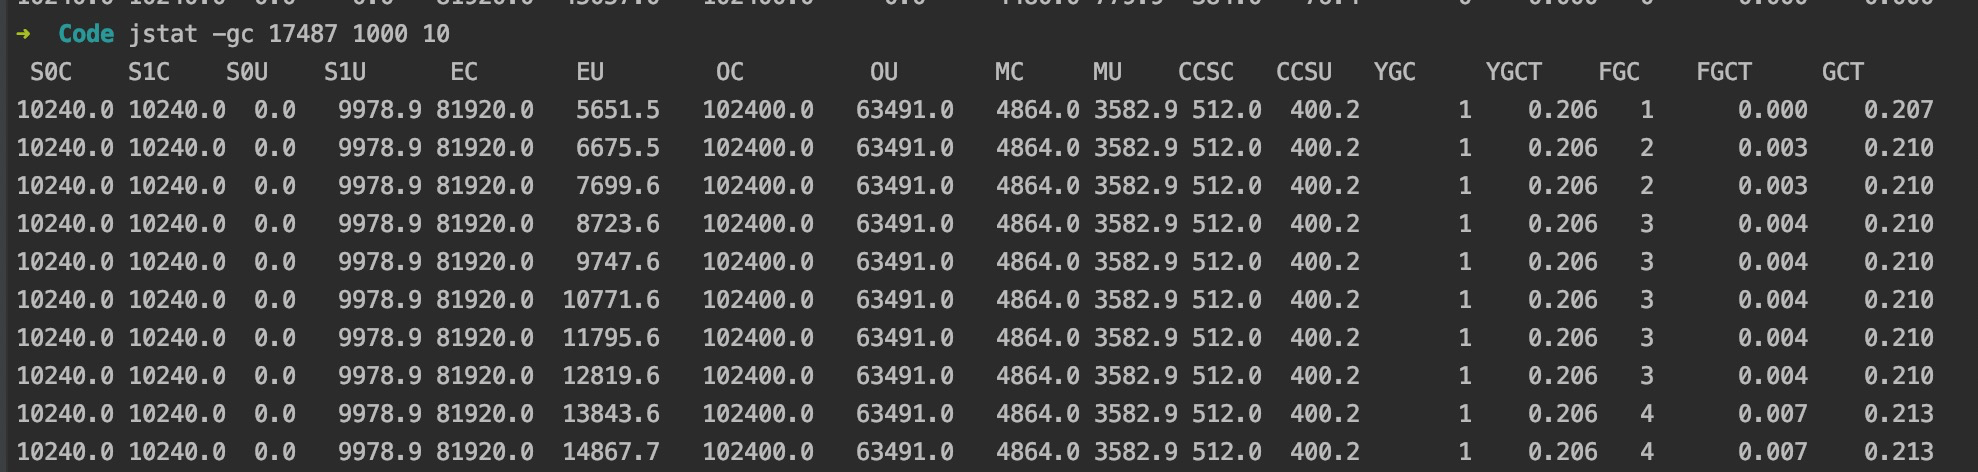 ➜  Code jstat -gc 17487 1000 10
S0C S1C S0U S1U EC EU OC OU MC MU CCSC CCSU YGC YGCT FGC FGCT GCT
10240.0 10240.0 0.0 9978.9 81920.0 5651.5 102400.0 63491.0 4864.0 3582.9 512.0 400.2 1 0.206 1 0.000 0.207
10240.0 10240.0 0.0 9978.9 81920.0 6675.5 102400.0 63491.0 4864.0 3582.9 512.0 400.2 1 0.206 2 0.003 0.210
10240.0 10240.0 0.0 9978.9 81920.0 7699.6 102400.0 63491.0 4864.0 3582.9 512.0 400.2 1 0.206 2 0.003 0.210
10240.0 10240.0 0.0 9978.9 81920.0 8723.6 102400.0 63491.0 4864.0 3582.9 512.0 400.2 1 0.206 3 0.004 0.210
10240.0 10240.0 0.0 9978.9 81920.0 9747.6 102400.0 63491.0 4864.0 3582.9 512.0 400.2 1 0.206 3 0.004 0.210
10240.0 10240.0 0.0 9978.9 81920.0 10771.6 102400.0 63491.0 4864.0 3582.9 512.0 400.2 1 0.206 3 0.004 0.210
10240.0 10240.0 0.0 9978.9 81920.0 11795.6 102400.0 63491.0 4864.0 3582.9 512.0 400.2 1 0.206 3 0.004 0.210
10240.0 10240.0 0.0 9978.9 81920.0 12819.6 102400.0 63491.0 4864.0 3582.9 512.0 400.2 1 0.206 3 0.004 0.210
10240.0 10240.0 0.0 9978.9 81920.0 13843.6 102400.0 63491.0 4864.0 3582.9 512.0 400.2 1 0.206 4 0.007 0.213
10240.0 10240.0 0.0 9978.9 81920.0 14867.7 102400.0 63491.0 4864.0 3582.9 512.0 400.2 1 0.206 4 0.007 0.213